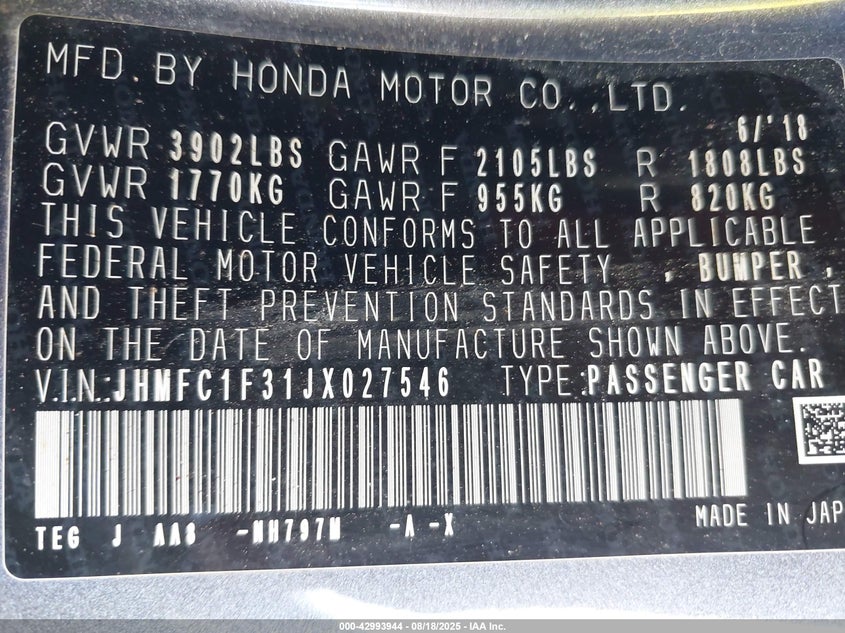 MFD. BY HONDA MOTOR CO., LTD.
6/'18
GVWR 3902LBS GAWR F 2105LBS R 1808LBS
GVWR 1770KG GAWR F 955KG R 820KG
THIS VEHICLE CONFORMS TO ALL APPLICABLE
FEDERAL MOTOR VEHICLE SAFETY , BUMPER ,
AND THEFT PREVENTION STANDARDS IN EFFECT
ON THE DATE OF MANUFACTURE SHOWN ABOVE.
V.I.N.: JHMFC1F31JX027546 TYPE: PASSENGER CAR
TEG J AA8 -NH797M -A -X
MADE IN JAP
000-42993944 - 08/18/2025 - IAA Inc.